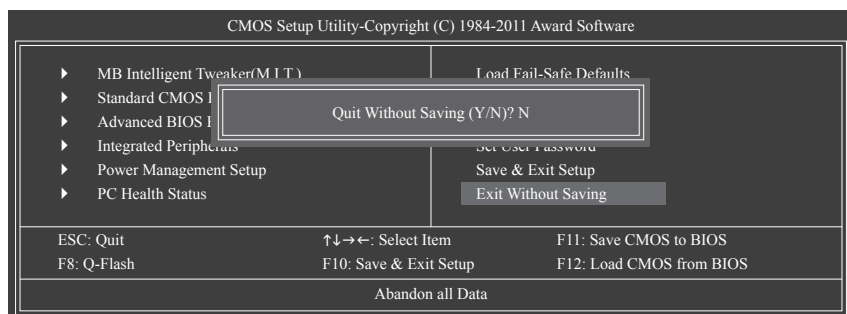 CMOS Setup Utility-Copyright (C) 1984-2011 Award Software
MB Intelligent Tweaker(M.I.T.)
Standard CMOS
Advanced BIOS
Integrated Peripherals
Power Management Setup
PC Health Status
Load Fail-Safe Defaults
Set User Password
Save & Exit Setup
Exit Without Saving
Quit Without Saving (Y/N)? N
ESC: Quit ↑↓→←: Select Item F11: Save CMOS to BIOS
F8: Q-Flash F10: Save & Exit Setup F12: Load CMOS from BIOS
Abandon all Data